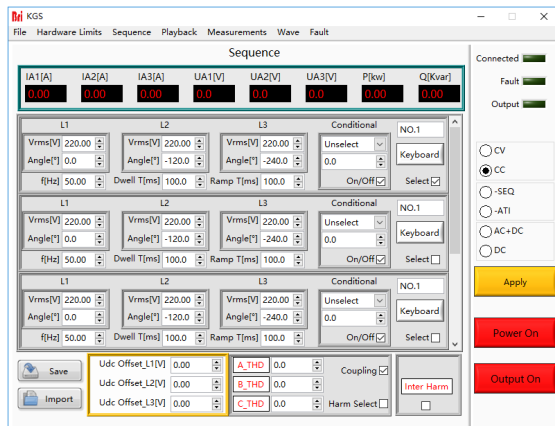 Bri KGS
File Hardware Limits Sequence Playback Measurements Wave Fault
Sequence
IA1[A] IA2[A] IA3[A] UA1[V] UA2[V] UA3[V] P[kw] Q[Kvar]
0.00 0.00 0.00 0.0 0.0 0.0 0.00 0.00
L1 L2 L3 Conditional NO.1
Vrms[V] 220.00 Vrms[V] 220.00 Vrms[V] 220.00 Unselect
Angle[°] 0.0 Angle[°] -120.0 Angle[°] -240.0 0.0 Keyboard
f[Hz] 50.00 Dwell T[ms] 100.0 Ramp T[ms] 100.0 On/Off Select
L1 L2 L3 Conditional NO.1
Vrms[V] 220.00 Vrms[V] 220.00 Vrms[V] 220.00 Unselect
Angle[°] 0.0 Angle[°] -120.0 Angle[°] -240.0 0.0 Keyboard
f[Hz] 50.00 Dwell T[ms] 100.0 Ramp T[ms] 100.0 On/Off Select
L1 L2 L3 Conditional NO.1
Vrms[V] 220.00 Vrms[V] 220.00 Vrms[V] 220.00 Unselect
Angle[°] 0.0 Angle[°] -120.0 Angle[°] -240.0 0.0 Keyboard
f[Hz] 50.00 Dwell T[ms] 100.0 Ramp T[ms] 100.0 On/Off Select
Save
Import
Udc Offset_L1[V] 0.00
Udc Offset_L2[V] 0.00
Udc Offset_L3[V] 0.00
A_THD 0.0
B_THD 0.0
C_THD 0.0
Coupling
Harm Select
Inter Harm
Connected
Fault
Output
CV
CC
-SEQ
-ATI
AC+DC
DC
Apply
Power On
Output On